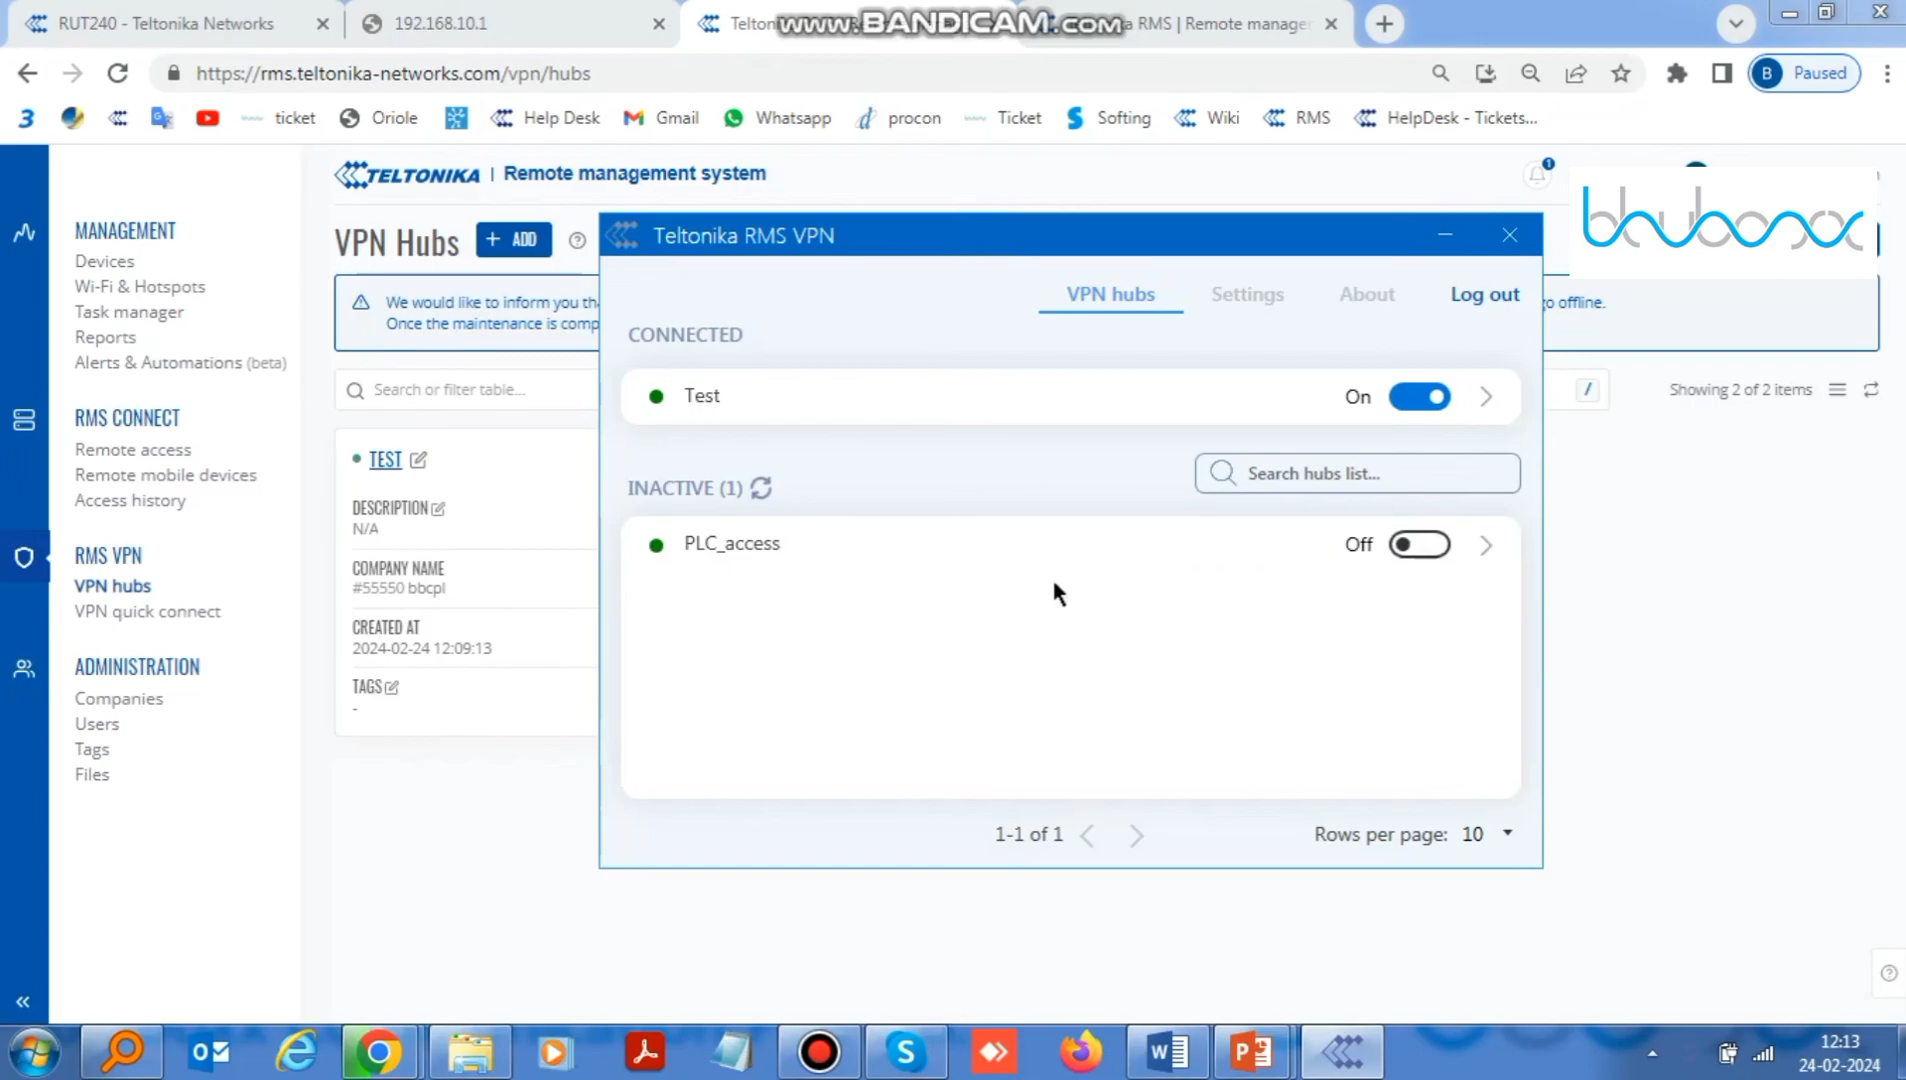 RUT240 - Teltonika Networks
192.168.10.1
Teltoni
WWW.BANDICAM.COM
RMS | Remote manage
https://rms.teltonika-networks.com/vpn/hubs
B Paused
3
ticket
Oriole
Help Desk
Gmail
Whatsapp
procon
Ticket
Softing
Wiki
RMS
HelpDesk - Tickets...
TELTONIKA | Remote management system
1
MANAGEMENT
Devices
Wi-Fi & Hotspots
Task manager
Reports
Alerts & Automations (beta)
RMS CONNECT
Remote access
Remote mobile devices
Access history
RMS VPN
VPN hubs
VPN quick connect
ADMINISTRATION
Companies
Users
Tags
Files
VPN Hubs
+ ADD
We would like to inform you tha
go offline.
Once the maintenance is comp
Search or filter table...
/
Showing 2 of 2 items
TEST
DESCRIPTION
N/A
COMPANY NAME
#55550 bbcpl
CREATED AT
2024-02-24 12:09:13
TAGS
-
Teltonika RMS VPN
VPN hubs
Settings
About
Log out
CONNECTED
Test
On
INACTIVE (1)
Search hubs list...
PLC_access
Off
1-1 of 1
Rows per page: 10
12:13
24-02-2024